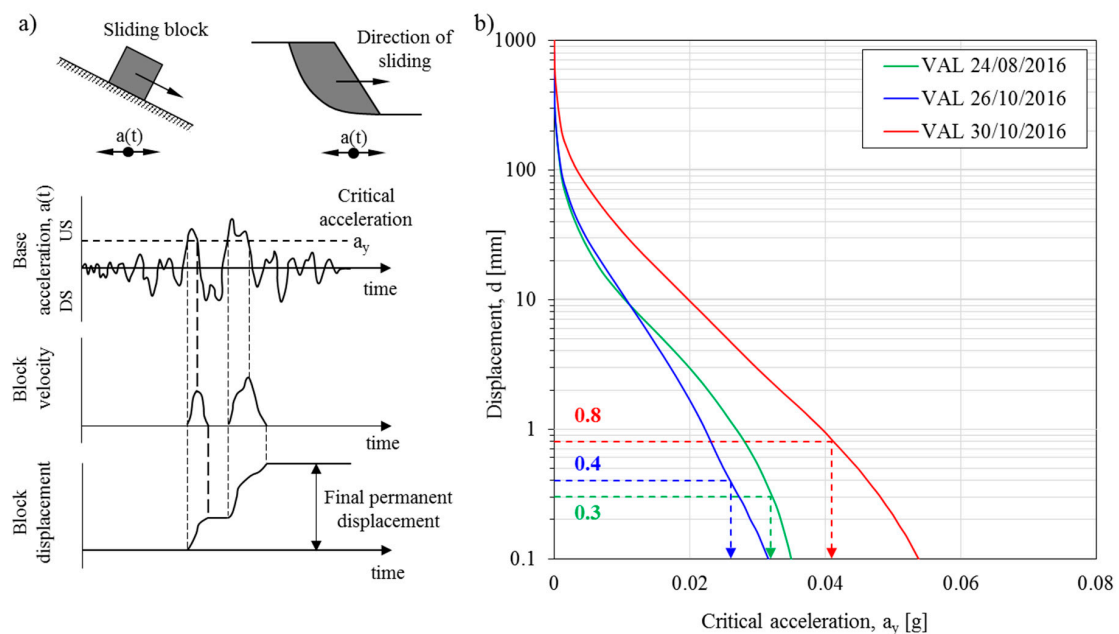 a)
Sliding block
Direction of
sliding
a(t)
a(t)
Base
acceleration, a(t)
DS US
Critical
acceleration
ay
time
Block
velocity
time
Block
displacement
Final permanent
displacement
time
b)
VAL 24/08/2016
VAL 26/10/2016
VAL 30/10/2016
Displacement, d [mm]
1000
100
10
1
0.1
0.8
0.4
0.3
0
0.02
0.04
0.06
0.08
Critical acceleration, ay [g]